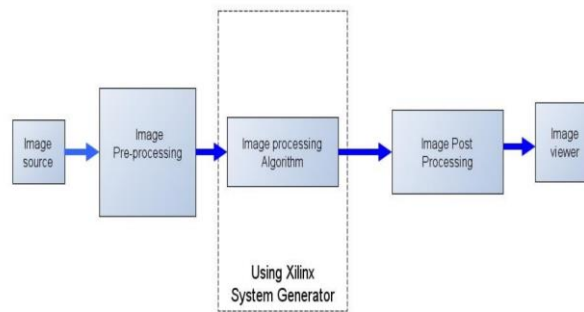 Image
source
Image
Pre-processing
Image processing
Algorithm
Image Post
Processing
Image
viewer
Using Xilinx
System Generator